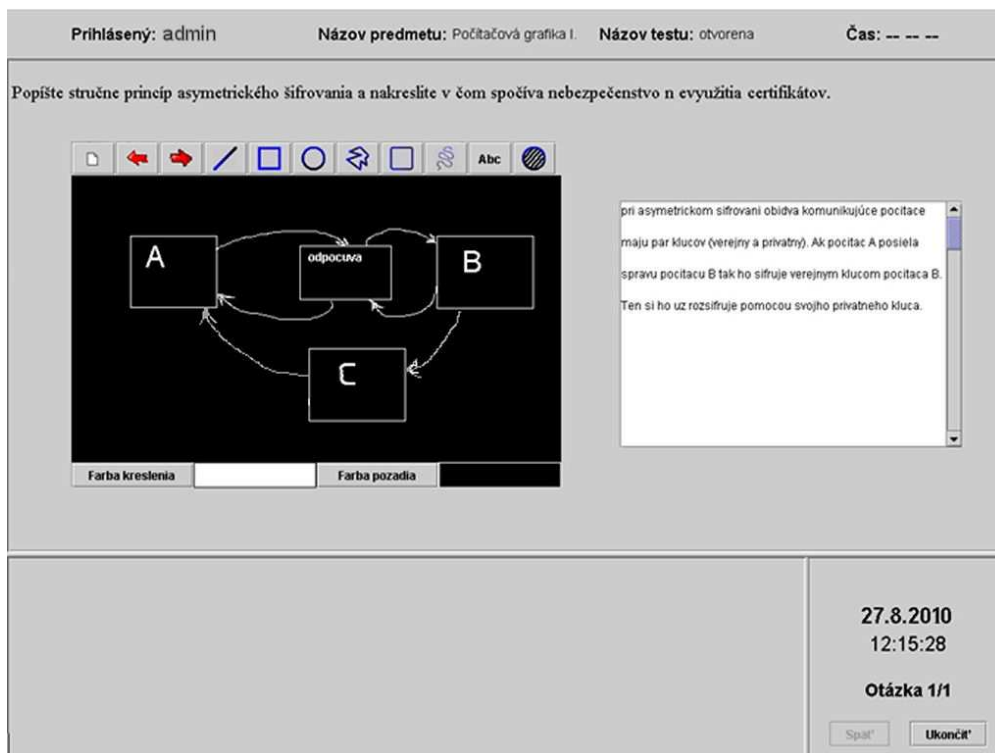 Prihlásený: admin Názov predmetu: Počítačová grafika I. Názov testu: otvorena Čas: -- -- --
Popíšte stručne princíp asymetrického šifrovania a nakreslite v čom spočíva nebezpečenstvo n evyužitia certifikátov.
Abc
A
odpocuva
B
C
Farba kreslenia Farba pozadia
pri asymetrickom sifrovani obidva komunikujúce pocitace
maju par klucov (verejny a privatny). Ak pocitac A posiela
spravu pocitacu B tak ho sifruje verejnym klucom pocitaca B.
Ten si ho uz rozsifruje pomocou svojho privatneho kluca.
27.8.2010
12:15:28
Otázka 1/1
Späť Ukončiť